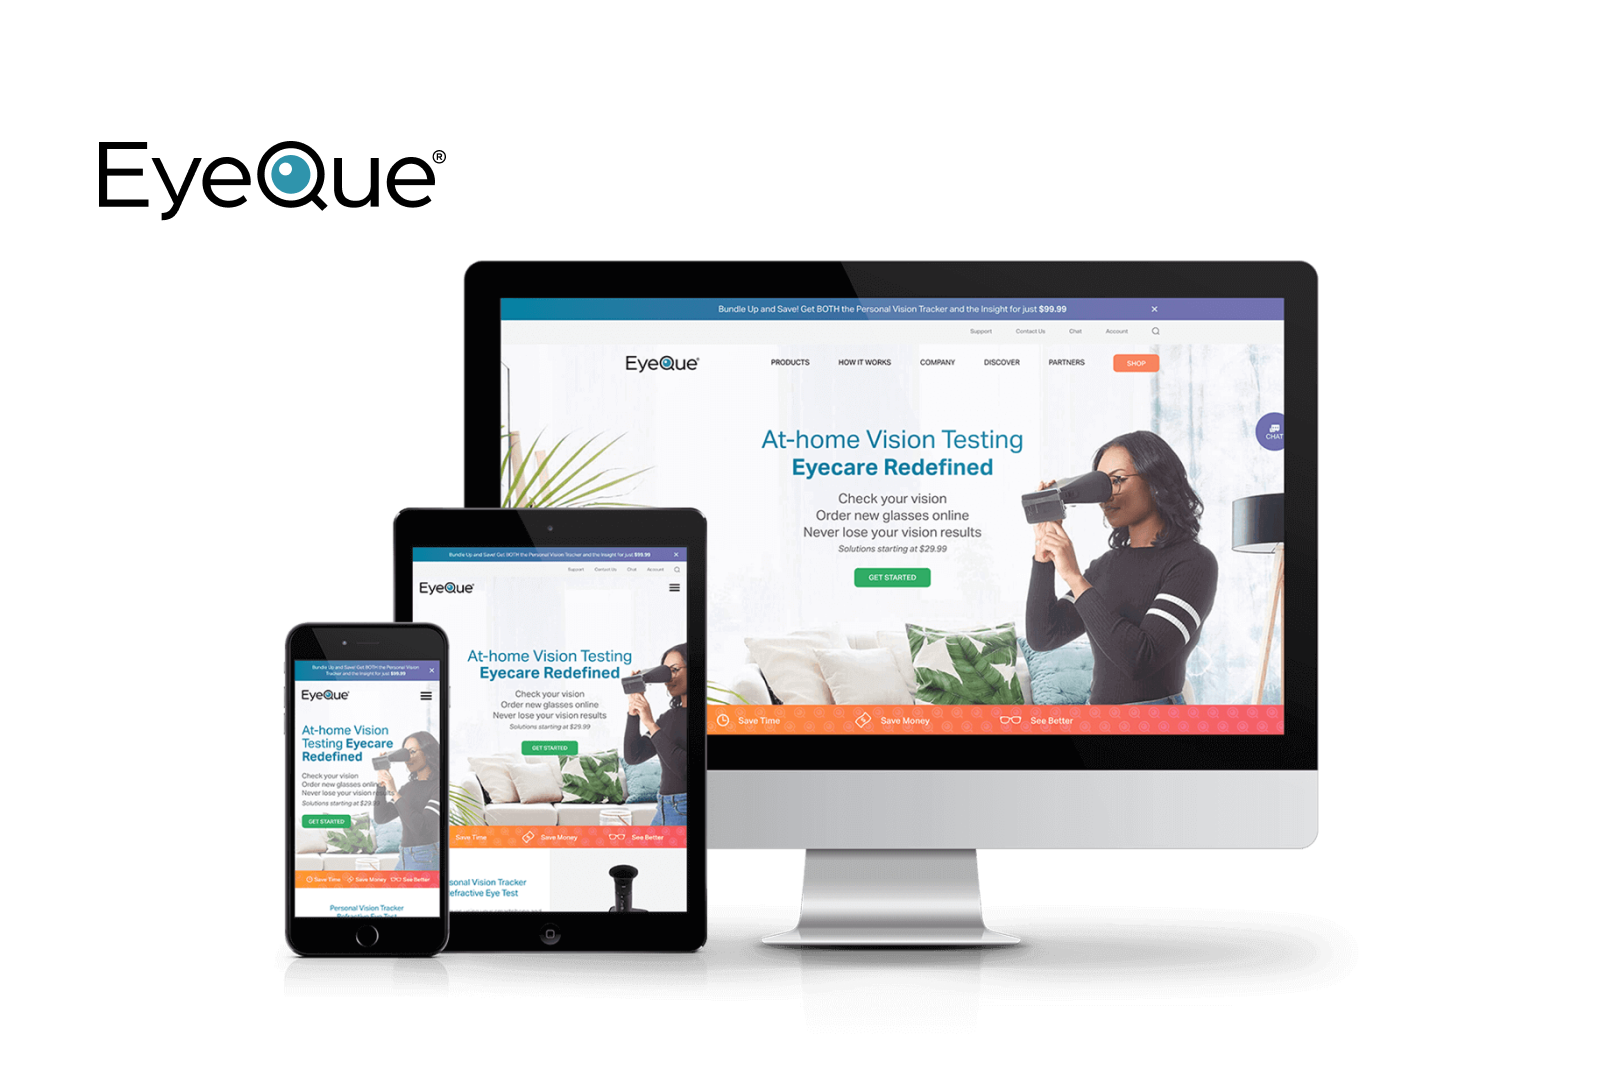 EyeQue®
Bundle Up and Save! Get BOTH the Personal Vision Tracker and the Insight for just $99.99 ×
Support Contact Us Chat Account
EyeQue®
PRODUCTS HOW IT WORKS COMPANY DISCOVER PARTNERS SHOP
CHAT
At-home Vision Testing
Eyecare Redefined
Check your vision
Order new glasses online
Never lose your vision results
Solutions starting at $29.99
GET STARTED
Save Time Save Money See Better
Bundle Up and Save! Get BOTH the Personal Vision Tracker and the Insight for just $99.99 ×
Support Contact Us Chat Account
EyeQue®
At-home Vision Testing
Eyecare Redefined
Check your vision
Order new glasses online
Never lose your vision results
Solutions starting at $29.99
GET STARTED
Save Time Save Money See Better
sonal Vision Tracker
efractive Eye Test
Bundle Up and Save! Get BOTH the Personal Vision
Tracker and the Insight for just $99.99 ×
EyeQue®
At-home Vision
Testing Eyecare
Redefined
Check your vision
Order new glasses online
Never lose your vision results
Solutions starting at $29.99
GET STARTED
Save Time Save Money See Better
Personal Vision Tracker
Refractive Eye Test